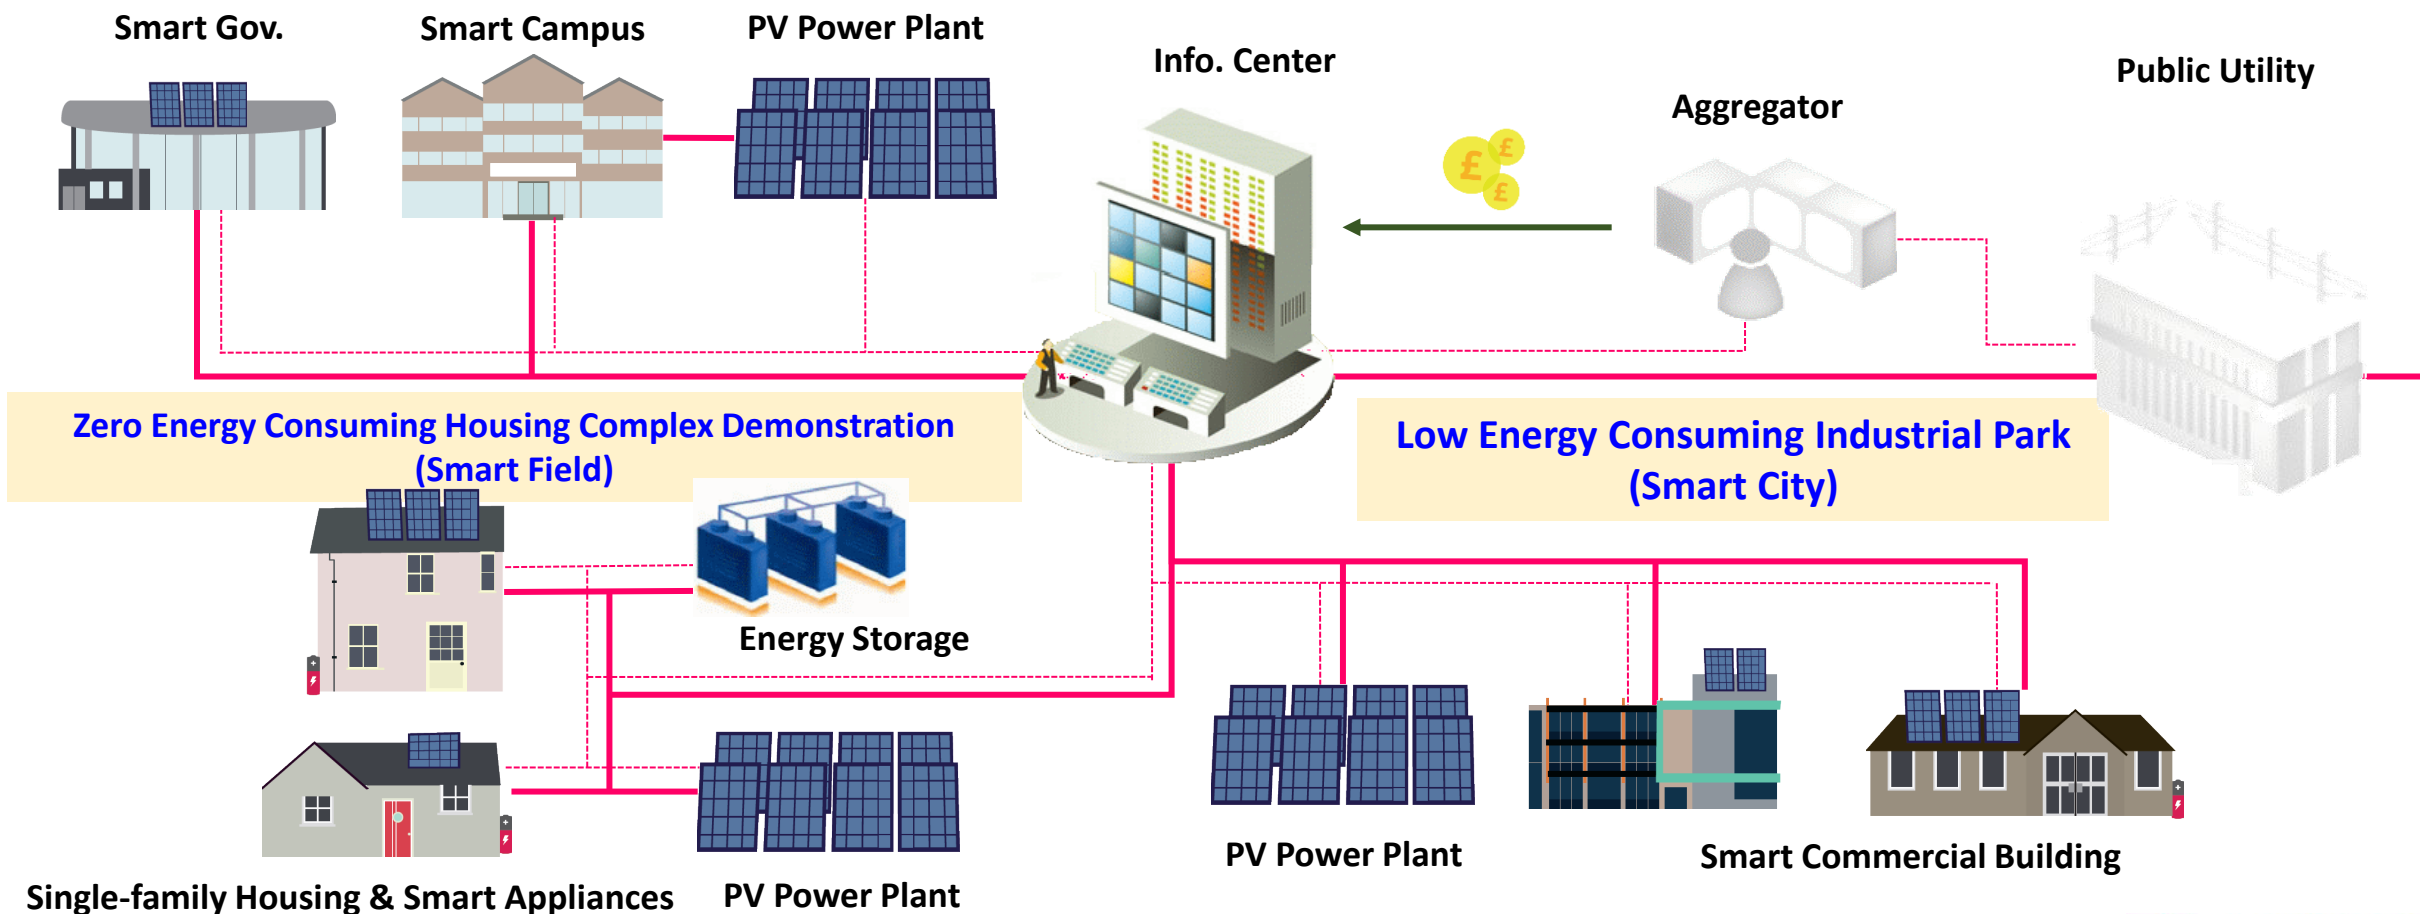 Smart Gov.
Smart Campus
PV Power Plant
Info. Center
Public Utility
Aggregator
£
£
£
Zero Energy Consuming Housing Complex Demonstration
(Smart Field)
Low Energy Consuming Industrial Park
(Smart City)
Energy Storage
PV Power Plant
Smart Commercial Building
Single-family Housing & Smart Appliances
PV Power Plant